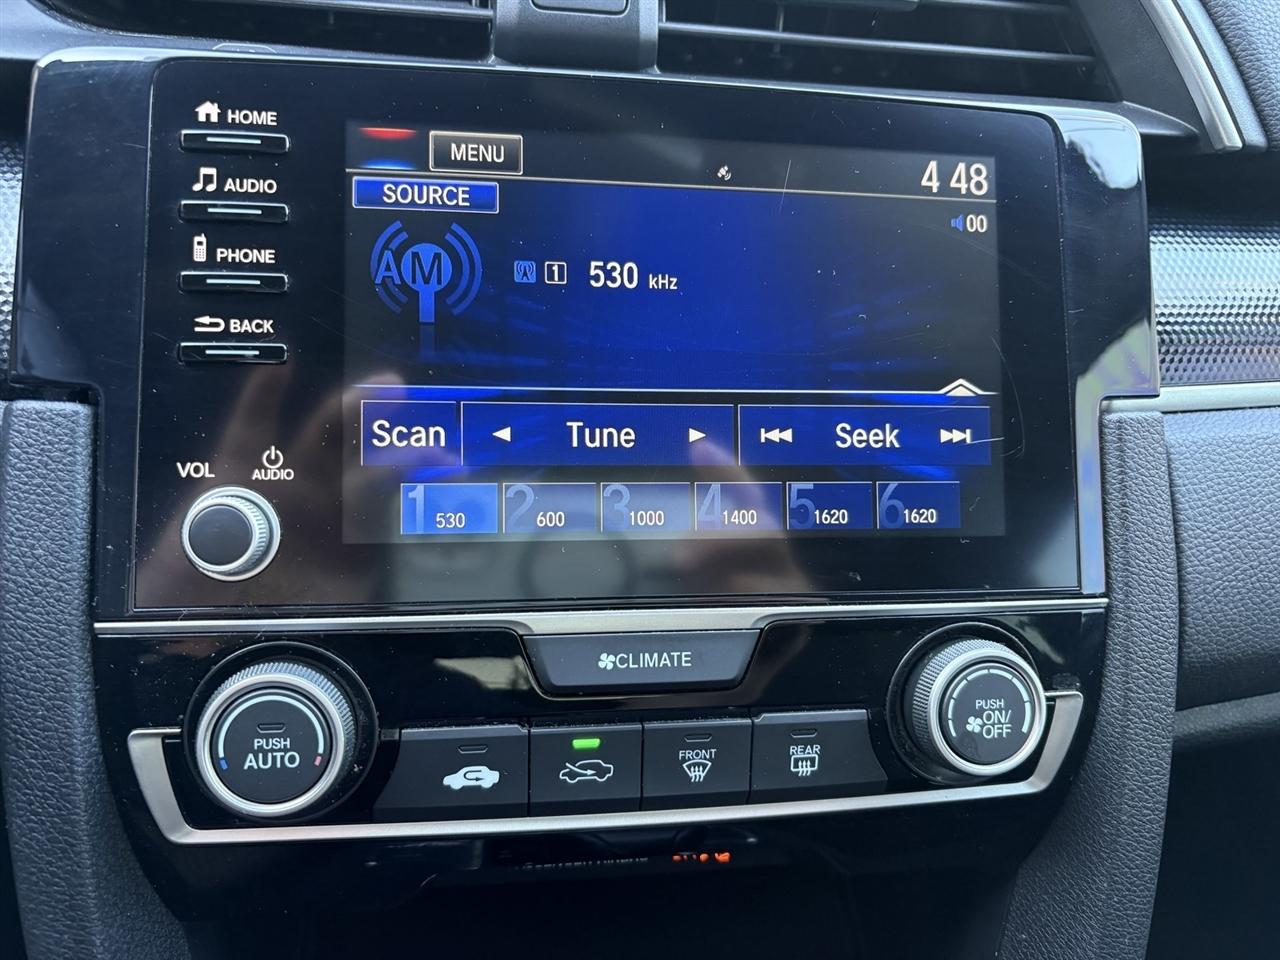 HOME
MENU
4 48
AUDIO
SOURCE
00
AM
1 530 kHz
PHONE
BACK
Scan
Tune
Seek
VOL
AUDIO
1 530
2 600
3 1000
4 1400
5 1620
6 1620
CLIMATE
PUSH
AUTO
FRONT
REAR
PUSH
ON/
OFF